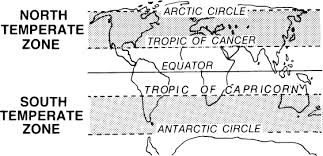 NORTH
TEMPERATE
ZONE
ARCTIC CIRCLE
TROPIC OF CANCER
EQUATOR
TROPIC OF CAPRICORN
SOUTH
TEMPERATE
ZONE
ANTARCTIC CIRCLE